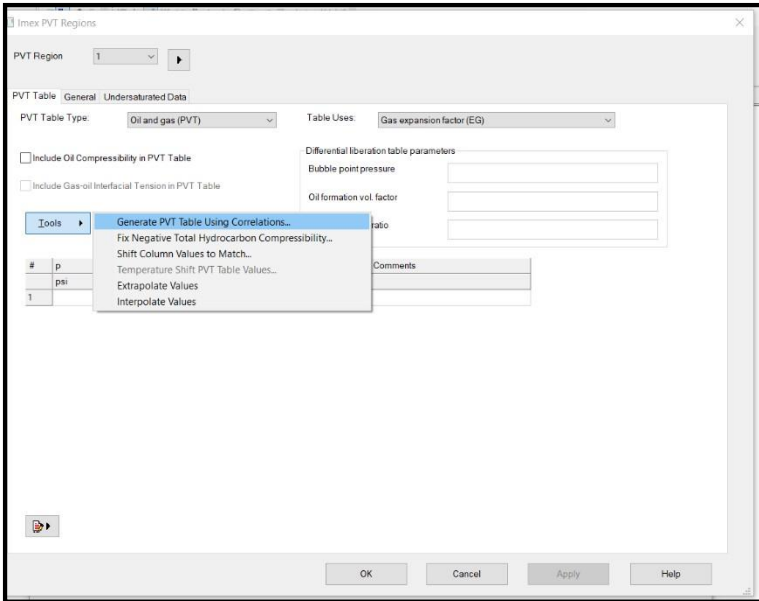 Imex PVT Regions
PVT Region 1
PVT Table General Undersaturated Data
PVT Table Type: Oil and gas (PVT) Table Uses: Gas expansion factor (EG)
Include Oil Compressibility in PVT Table
Include Gas-oil Interfacial Tension in PVT Table
Differential liberation table parameters
Bubble point pressure
Oil formation vol. factor
ratio
Tools
Generate PVT Table Using Correlations...
Fix Negative Total Hydrocarbon Compressibility...
Shift Column Values to Match...
Temperature Shift PVT Table Values...
Extrapolate Values
Interpolate Values
# p Comments
psi
1
OK Cancel Apply Help